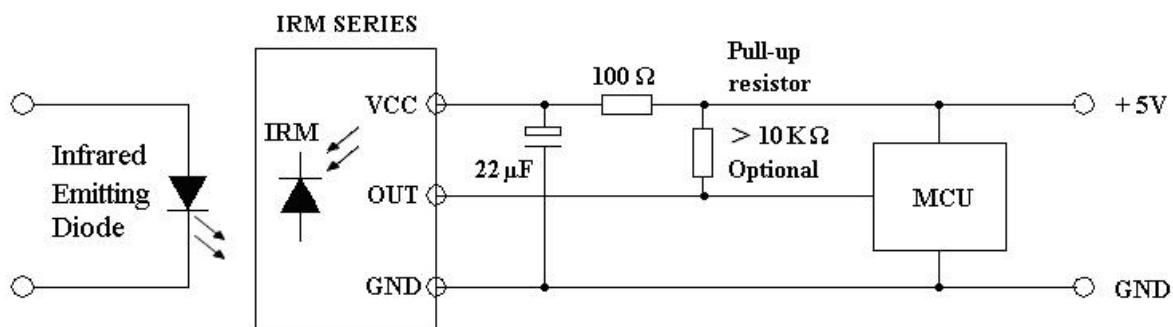 IRM SERIES
Pull-up
resistor
100 Ω
VCC
+ 5V
IRM
> 10 K Ω
Optional
Infrared
Emitting
Diode
22 µF
OUT
MCU
GND
GND